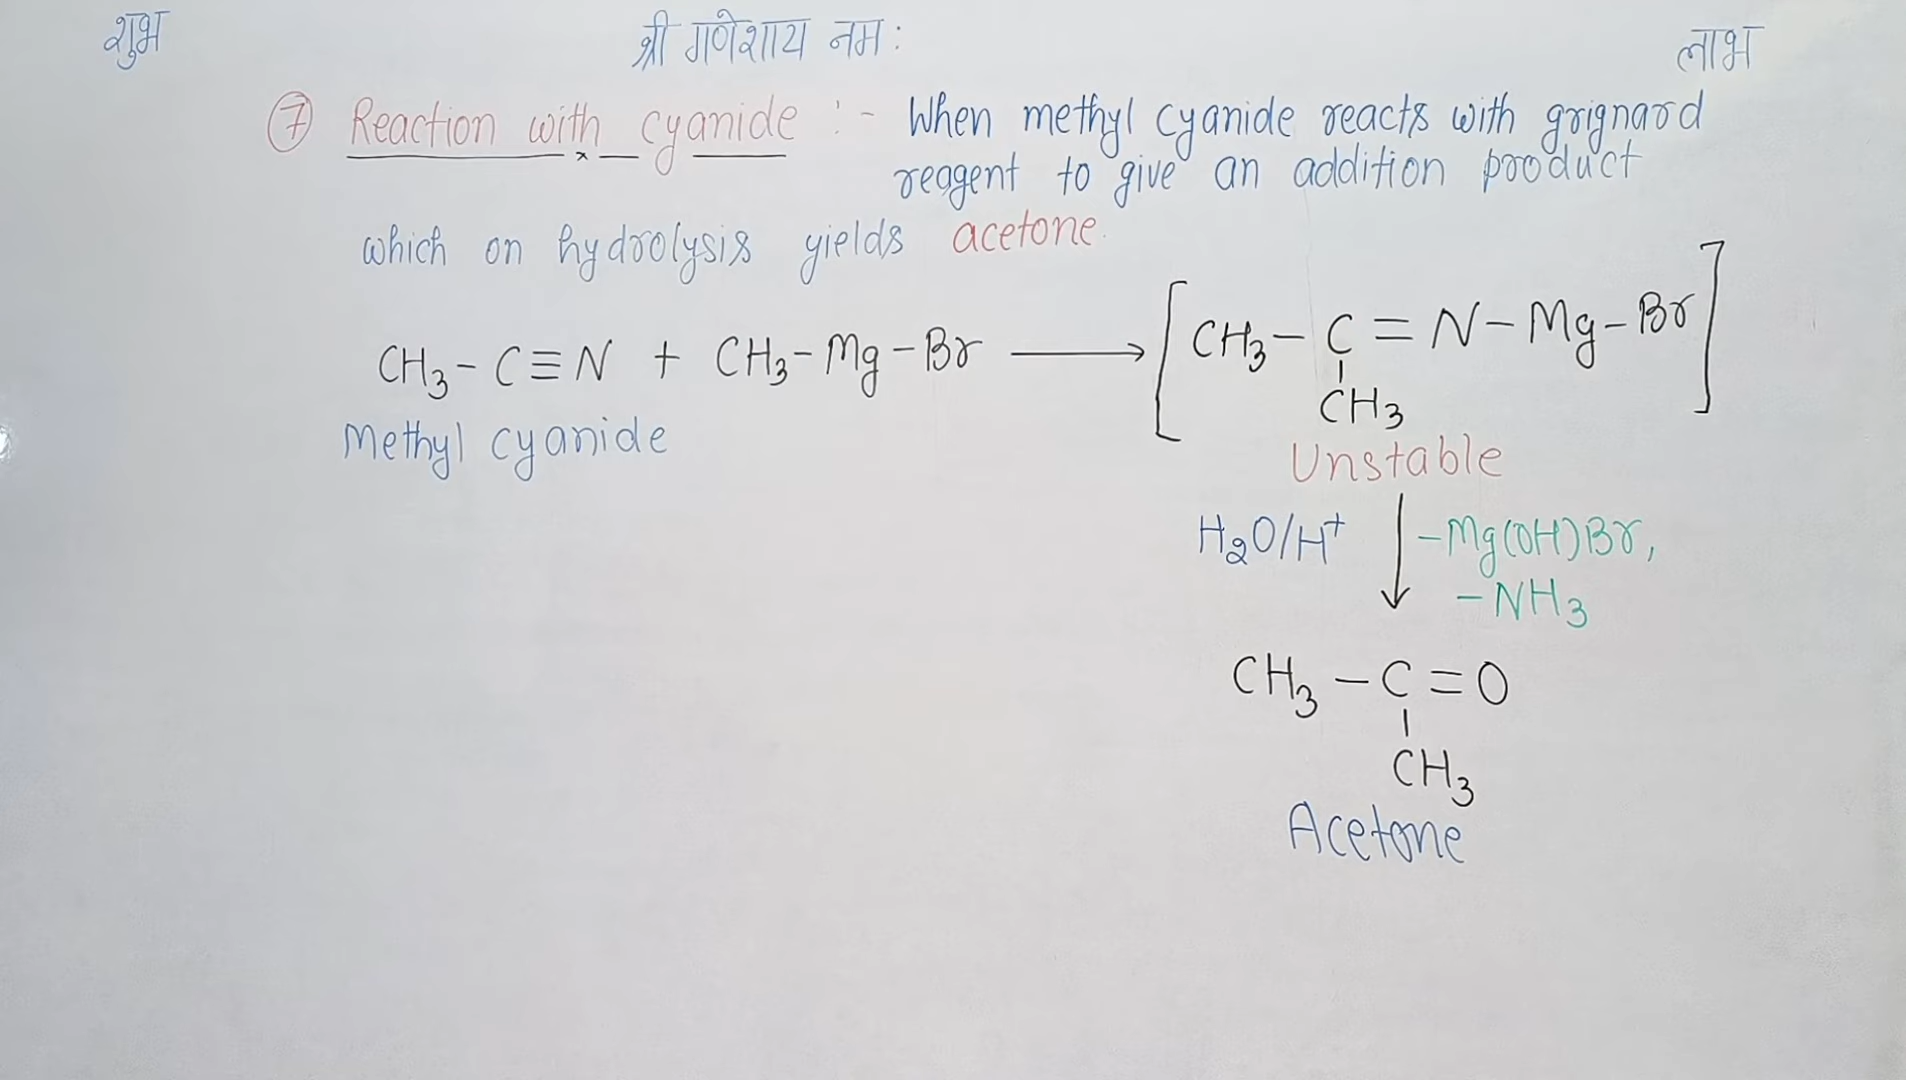 शुभ श्री गणेशाय नम: लाभ
⑦ Reaction with cyanide :- When methyl cyanide reacts with grignard
reagent to give an addition product
which on hydrolysis yields acetone.
CH₃-C≡N + CH₃-Mg-Br ⟶ [CH₃-C=N-Mg-Br]
CH₃
Methyl cyanide
Unstable
H₂O/H⁺ ↓ -Mg(OH)Br,
-NH₃
CH₃-C=O
CH₃
Acetone